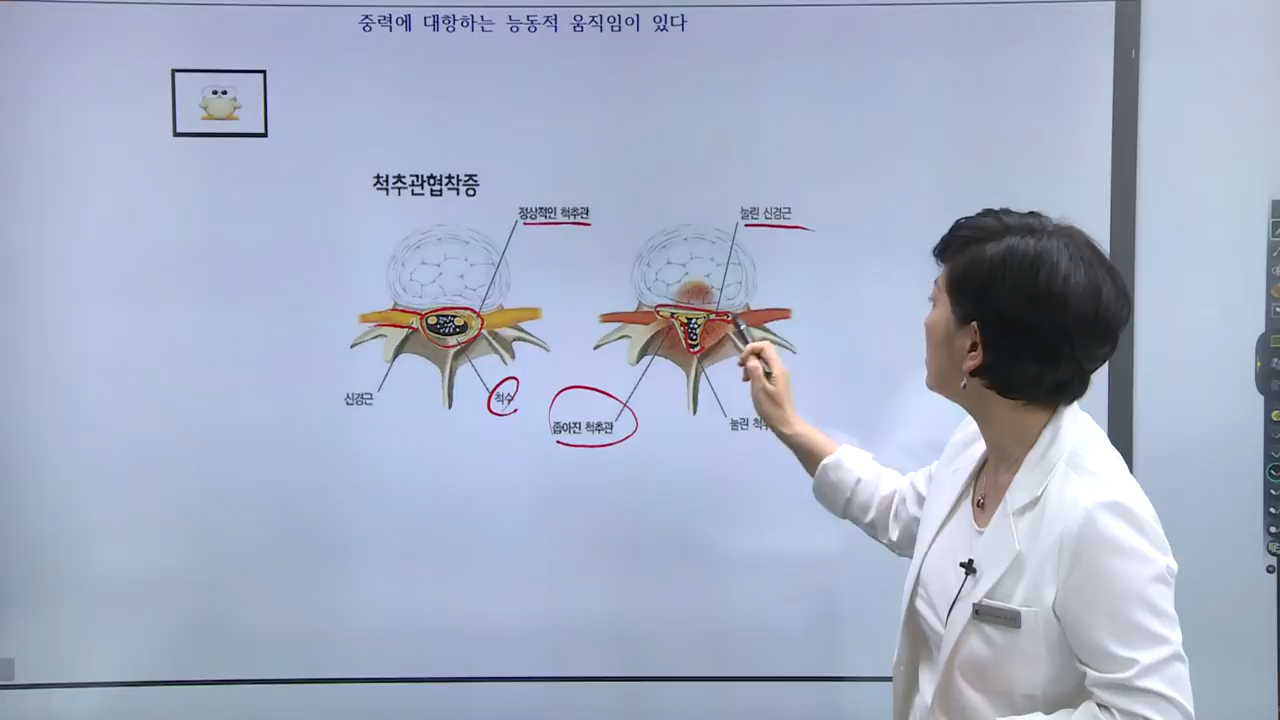 중력에 대항하는 능동적 움직임이 있다
척추관협착증
정상적인 척추관
눌린 신경근
신경근
척수
좁아진 척추관
눌린